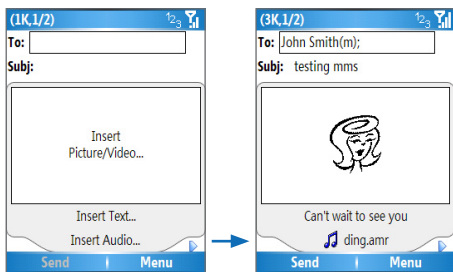 (1K,1/2) 123
To:
Subj:
Insert
Picture/Video...
Insert Text...
Insert Audio...
Send Menu
(3K,1/2) 123
To: John Smith(m);
Subj: testing mms
Can't wait to see you
ding.amr
Send Menu